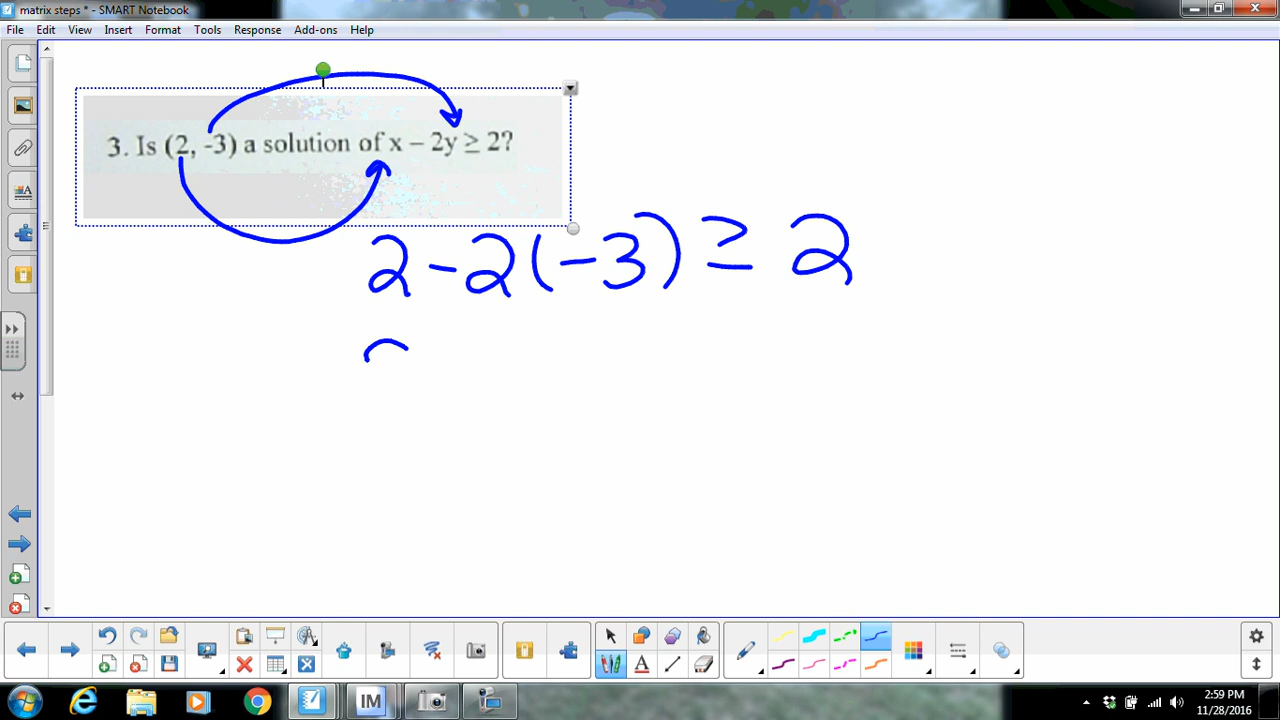 matrix steps * - SMART Notebook
File Edit View Insert Format Tools Response Add-ons Help
3. Is (2, -3) a solution of x – 2y ≥ 2?
2 - 2(-3) ≥ 2
IM
2:59 PM
11/28/2016